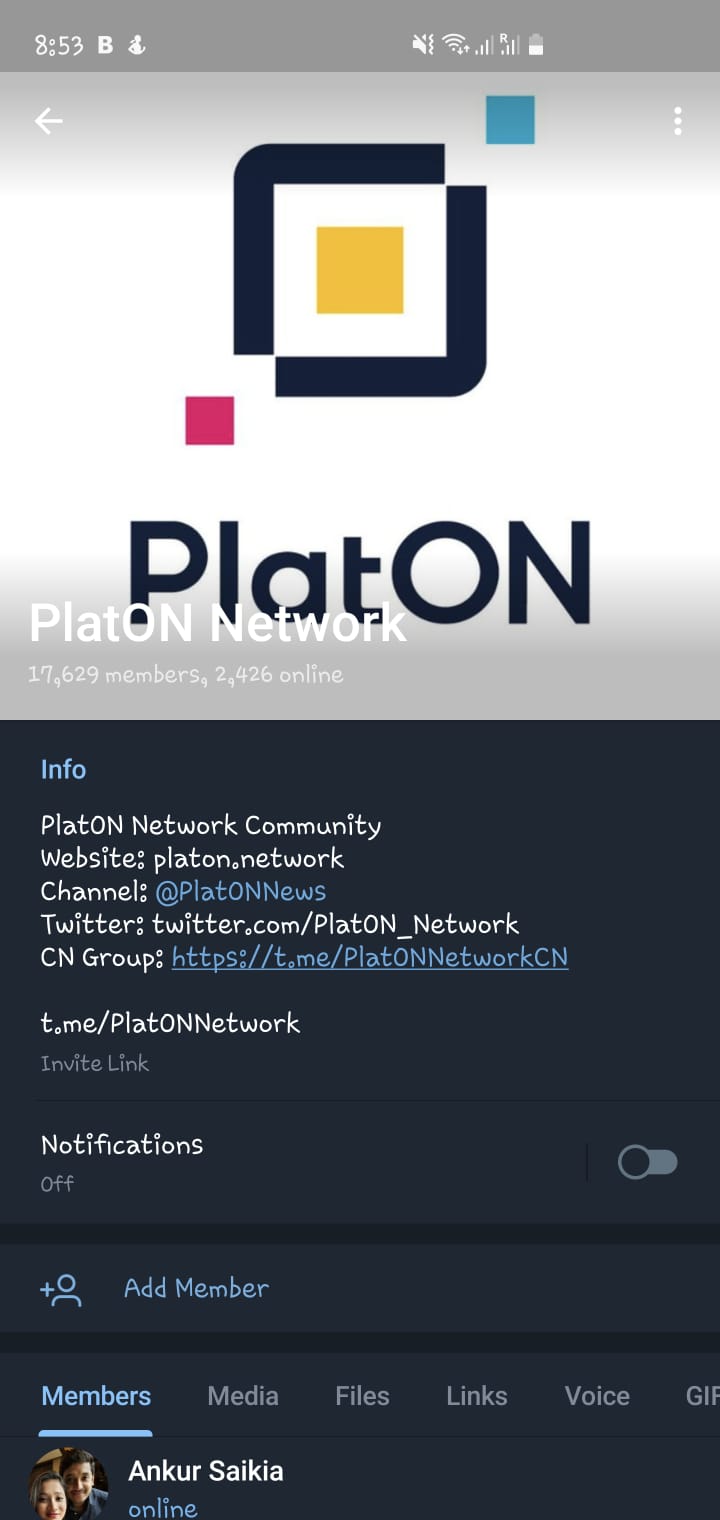 8:53 B
PlatON
PlatON Network
17,629 members, 2,426 online
Info
PlatON Network Community
Website: platon.network
Channel: @PlatONNews
Twitter: twitter.com/PlatON_Network
CN Group: https://t.me/PlatONNetworkCN
t.me/PlatONNetwork
Invite Link
Notifications
Off
Add Member
Members Media Files Links Voice GIF
Ankur Saikia
online